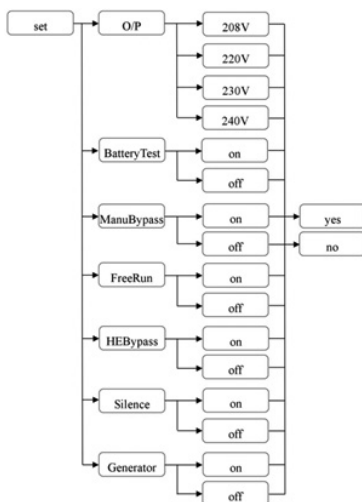 set
O/P
208V
220V
230V
240V
BatteryTest
on
off
ManuBypass
on
yes
off
no
FreeRun
on
off
HEBypass
on
off
Silence
on
off
Generator
on
off